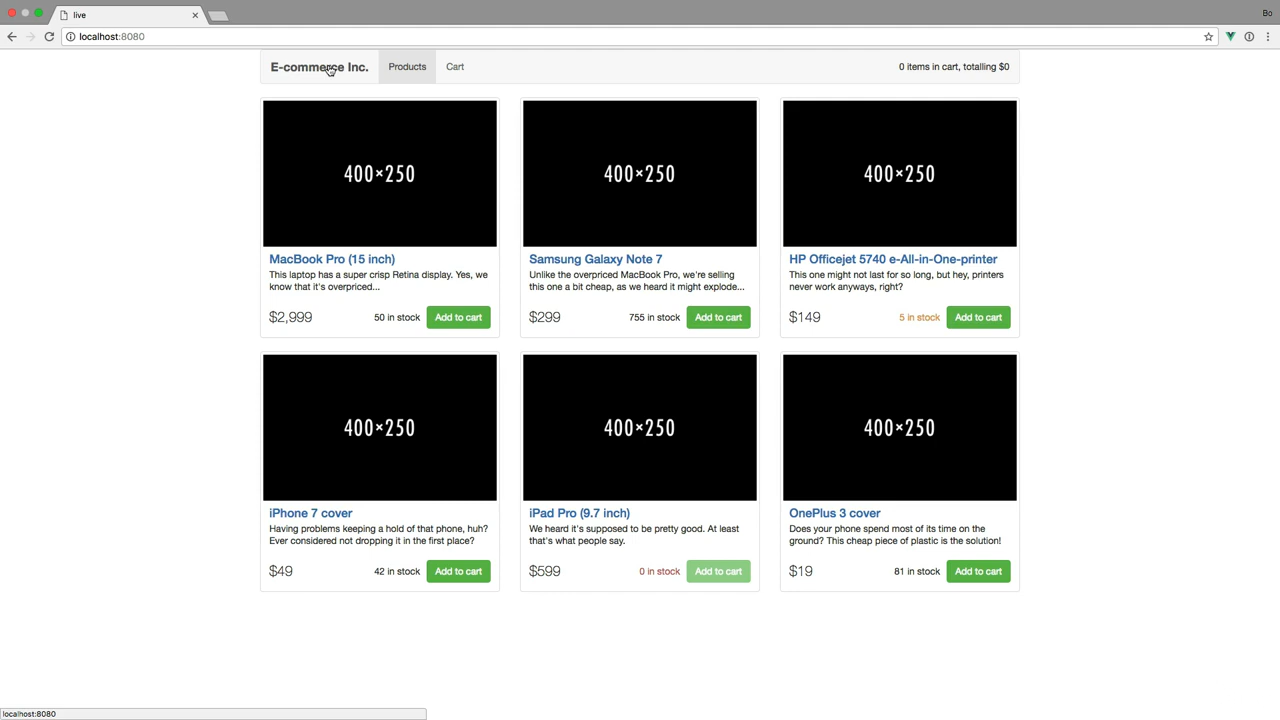 live
Bo
localhost:8080
E-commerce Inc.
Products
Cart
0 items in cart, totalling $0
400×250
400×250
400×250
MacBook Pro (15 inch)
This laptop has a super crisp Retina display. Yes, we
know that it's overpriced...
$2,999
50 in stock
Add to cart
Samsung Galaxy Note 7
Unlike the overpriced MacBook Pro, we're selling
this one a bit cheap, as we heard it might explode...
$299
755 in stock
Add to cart
HP Officejet 5740 e-All-in-One-printer
This one might not last for so long, but hey, printers
never work anyways, right?
$149
5 in stock
Add to cart
400×250
400×250
400×250
iPhone 7 cover
Having problems keeping a hold of that phone, huh?
Ever considered not dropping it in the first place?
$49
42 in stock
Add to cart
iPad Pro (9.7 inch)
We heard it's supposed to be pretty good. At least
that's what people say.
$599
0 in stock
Add to cart
OnePlus 3 cover
Does your phone spend most of its time on the
ground? This cheap piece of plastic is the solution!
$19
81 in stock
Add to cart
localhost:8080